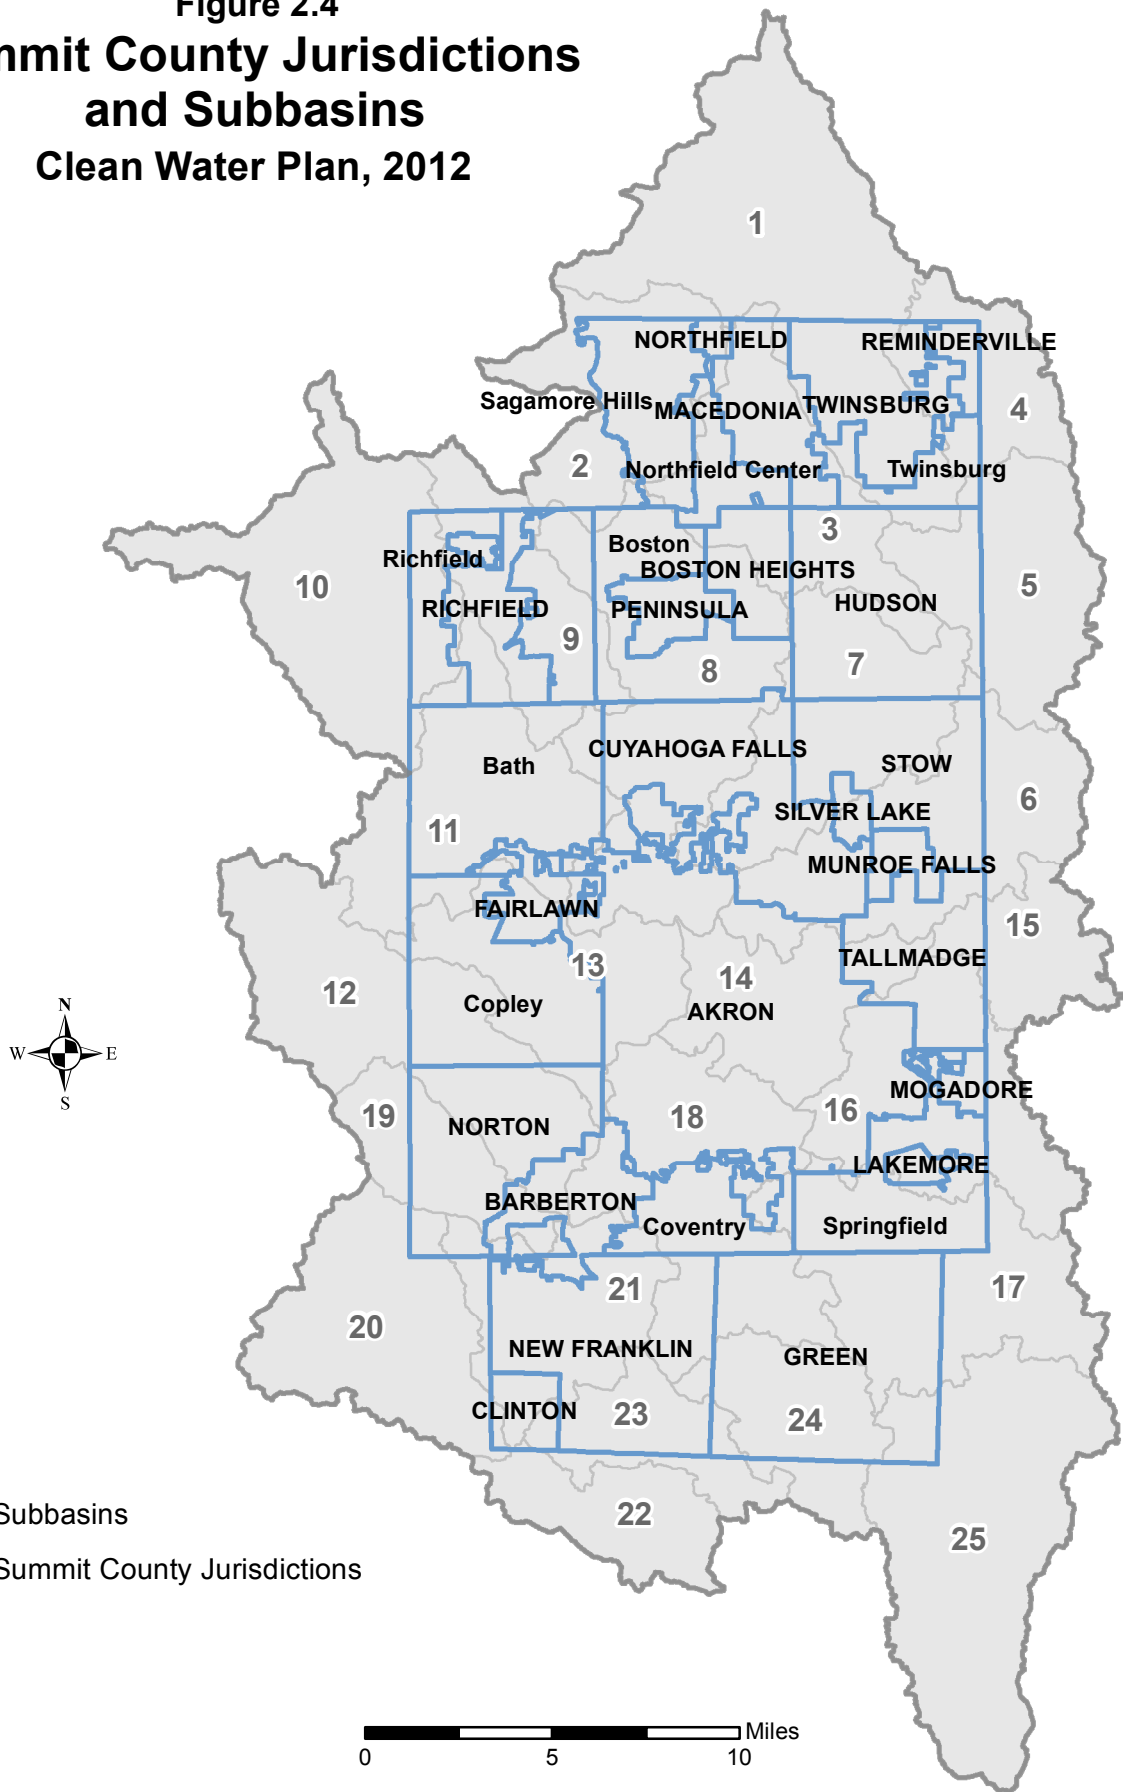 Figure 2.4
mmit County Jurisdictions
and Subbasins
Clean Water Plan, 2012
1
NORTHFIELD
REMINDERVILLE
Sagamore Hills
MACEDONIA
TWINSBURG
4
2
Northfield Center
Twinsburg
3
Richfield
Boston
BOSTON HEIGHTS
10
5
RICHFIELD
PENINSULA
HUDSON
9
8
7
Bath
CUYAHOGA FALLS
STOW
6
11
SILVER LAKE
MUNROE FALLS
FAIRLAWN
15
13
TALLMADGE
12
14
Copley
AKRON
N
W
E
S
MOGADORE
19
NORTON
18
16
LAKEMORE
BARBERTON
Coventry
Springfield
21
17
20
NEW FRANKLIN
GREEN
CLINTON
23
24
22
25
Subbasins
Summit County Jurisdictions
Miles
0
5
10